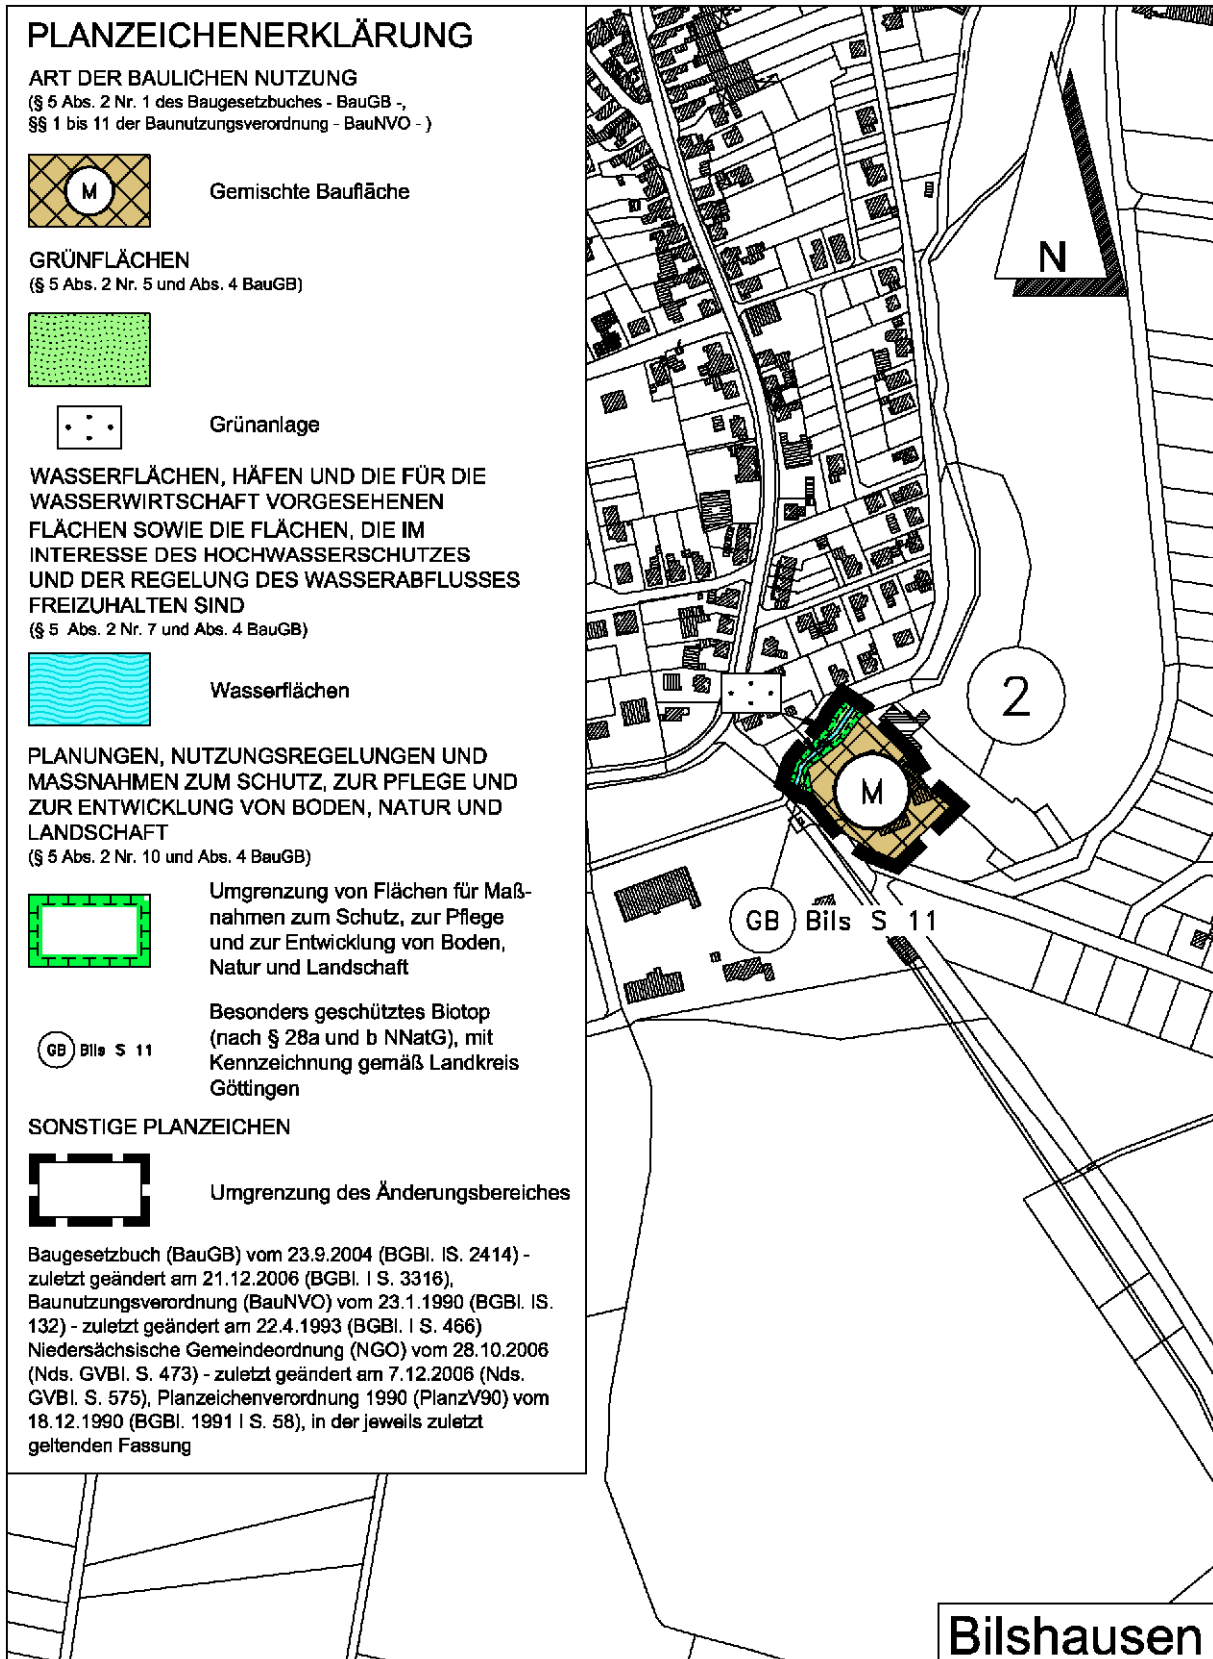 PLANZEICHENERKLÄRUNG
ART DER BAULICHEN NUTZUNG
(§ 5 Abs. 2 Nr. 1 des Baugesetzbuches - BauGB -,
§§ 1 bis 11 der Baunutzungsverordnung - BauNVO - )
M
Gemischte Baufläche
GRÜNFLÄCHEN
(§ 5 Abs. 2 Nr. 5 und Abs. 4 BauGB)
Grünanlage
WASSERFLÄCHEN, HÄFEN UND DIE FÜR DIE
WASSERWIRTSCHAFT VORGESEHENEN
FLÄCHEN SOWIE DIE FLÄCHEN, DIE IM
INTERESSE DES HOCHWASSERSCHUTZES
UND DER REGELUNG DES WASSERABFLUSSES
FREIZUHALTEN SIND
(§ 5 Abs. 2 Nr. 7 und Abs. 4 BauGB)
Wasserflächen
PLANUNGEN, NUTZUNGSREGELUNGEN UND
MASSNAHMEN ZUM SCHUTZ, ZUR PFLEGE UND
ZUR ENTWICKLUNG VON BODEN, NATUR UND
LANDSCHAFT
(§ 5 Abs. 2 Nr. 10 und Abs. 4 BauGB)
Umgrenzung von Flächen für Maß-
nahmen zum Schutz, zur Pflege
und zur Entwicklung von Boden,
Natur und Landschaft
GB Bils S 11
Besonders geschütztes Biotop
(nach § 28a und b NNatG), mit
Kennzeichnung gemäß Landkreis
Göttingen
SONSTIGE PLANZEICHEN
Umgrenzung des Änderungsbereiches
Baugesetzbuch (BauGB) vom 23.9.2004 (BGBl. IS. 2414) -
zuletzt geändert am 21.12.2006 (BGBl. I S. 3316),
Baunutzungsverordnung (BauNVO) vom 23.1.1990 (BGBl. IS.
132) - zuletzt geändert am 22.4.1993 (BGBl. I S. 466)
Niedersächsische Gemeindeordnung (NGO) vom 28.10.2006
(Nds. GVBl. S. 473) - zuletzt geändert am 7.12.2006 (Nds.
GVBl. S. 575), Planzeichenverordnung 1990 (PlanzV90) vom
18.12.1990 (BGBl. 1991 I S. 58), in der jeweils zuletzt
geltenden Fassung
N
2
M
GB Bils S 11
Bilshausen